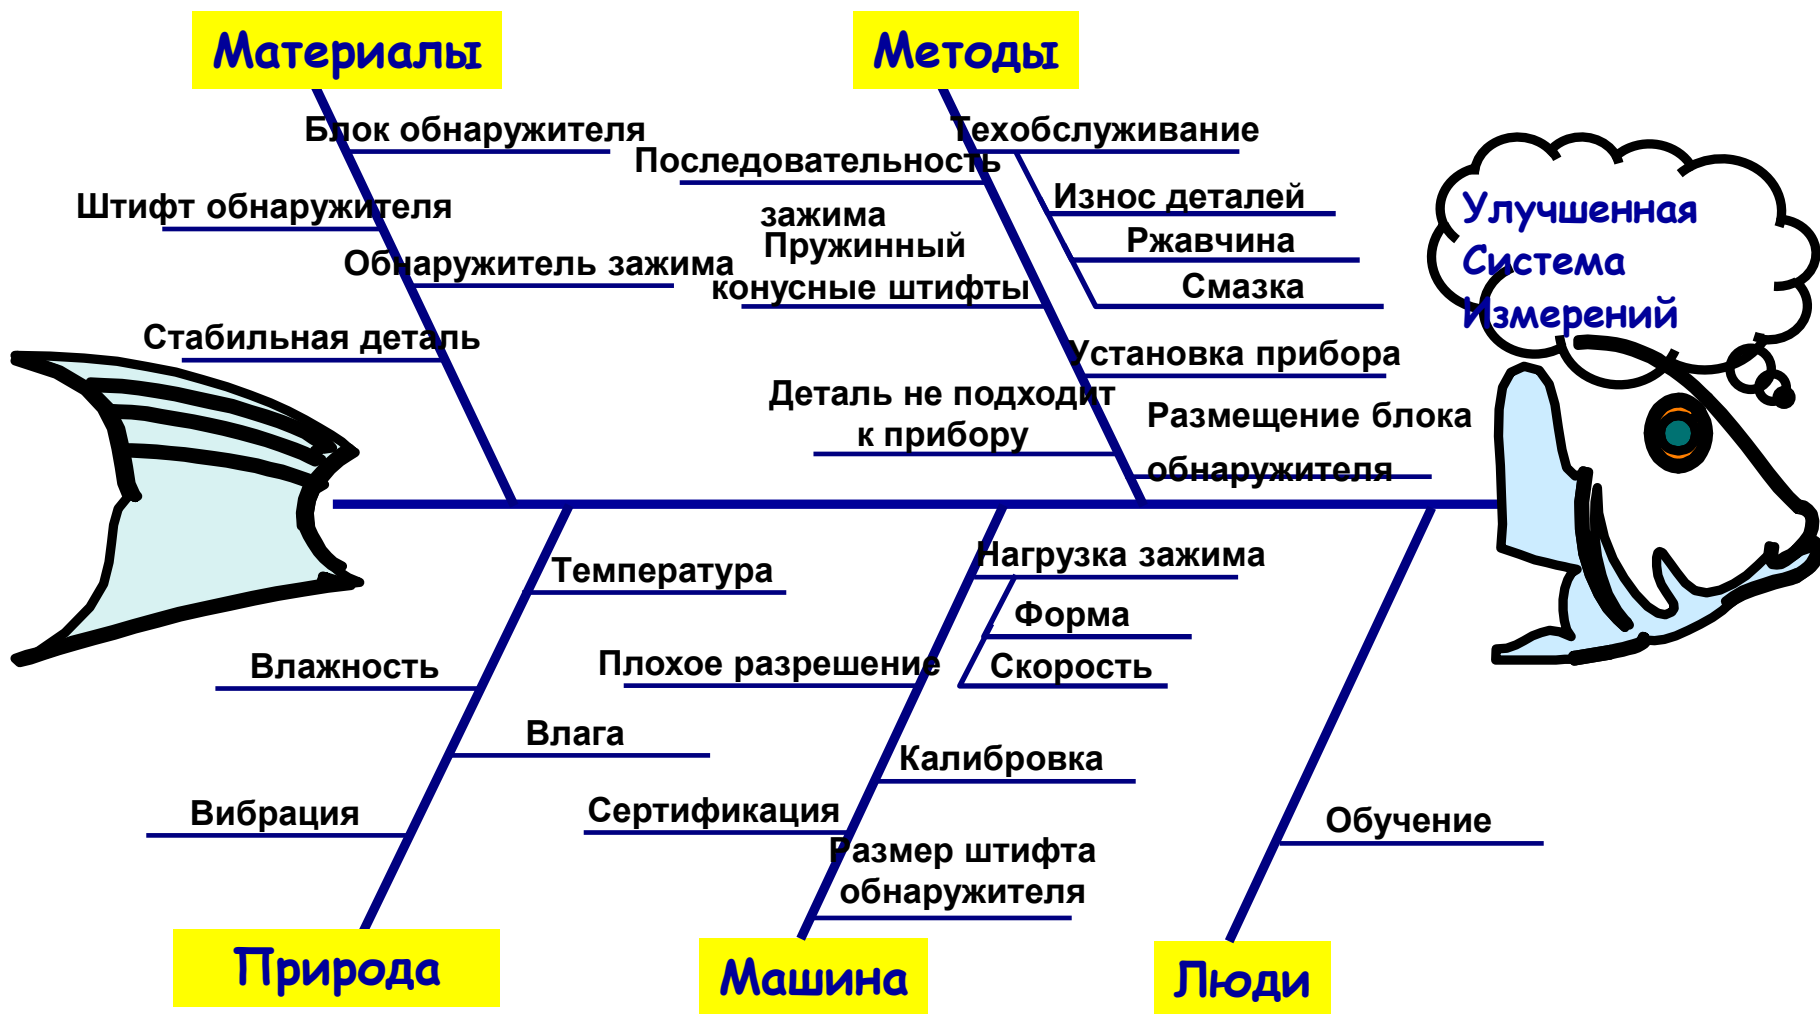 Материалы
Методы
Блок обнаружителя
Штифт обнаружителя
Обнаружитель зажима
Стабильная деталь
Техобслуживание
Последовательность
зажима
Износ деталей
Ржавчина
Смазка
Пружинный
конусные штифты
Установка прибора
Деталь не подходит
к прибору
Размещение блока
обнаружителя
Улучшенная
Система
Измерений
Температура
Влажность
Влага
Вибрация
Нагрузка зажима
Форма
Скорость
Плохое разрешение
Калибровка
Сертификация
Размер штифта
обнаружителя
Обучение
Природа
Машина
Люди